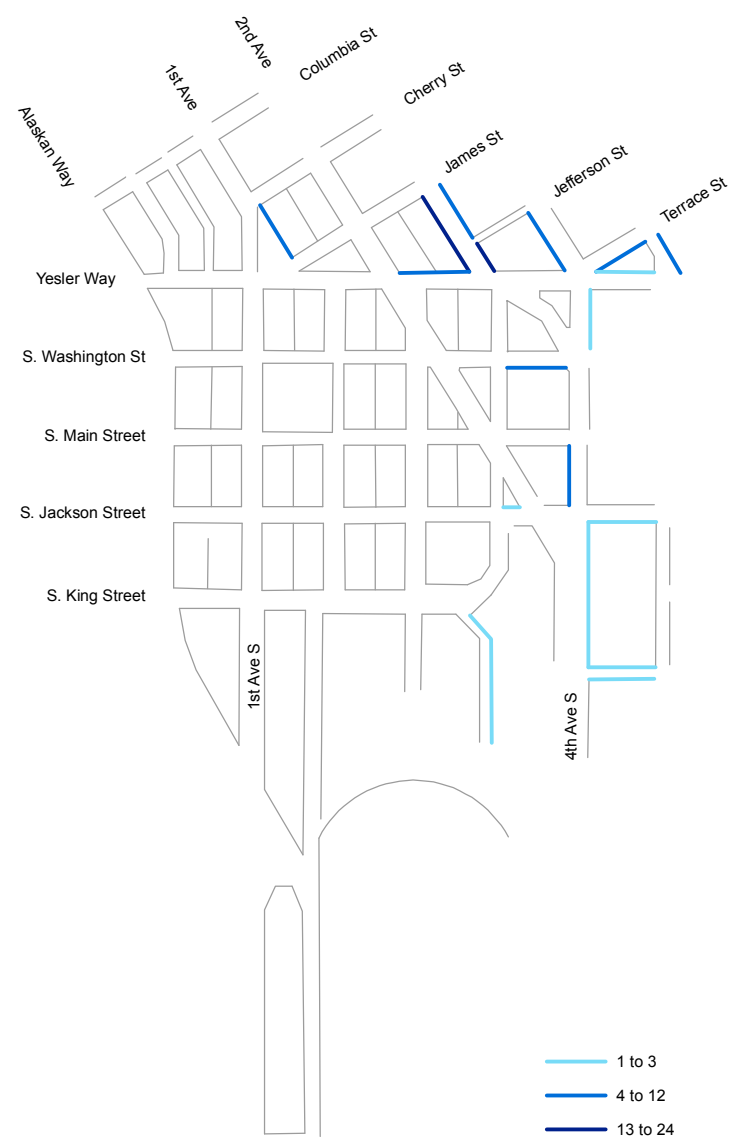 2nd Ave
Columbia St
1st Ave
Cherry St
Alaskan Way
James St
Jefferson St
Terrace St
Yesler Way
S. Washington St
S. Main Street
S. Jackson Street
S. King Street
1st Ave S
4th Ave S
1 to 3
4 to 12
13 to 24